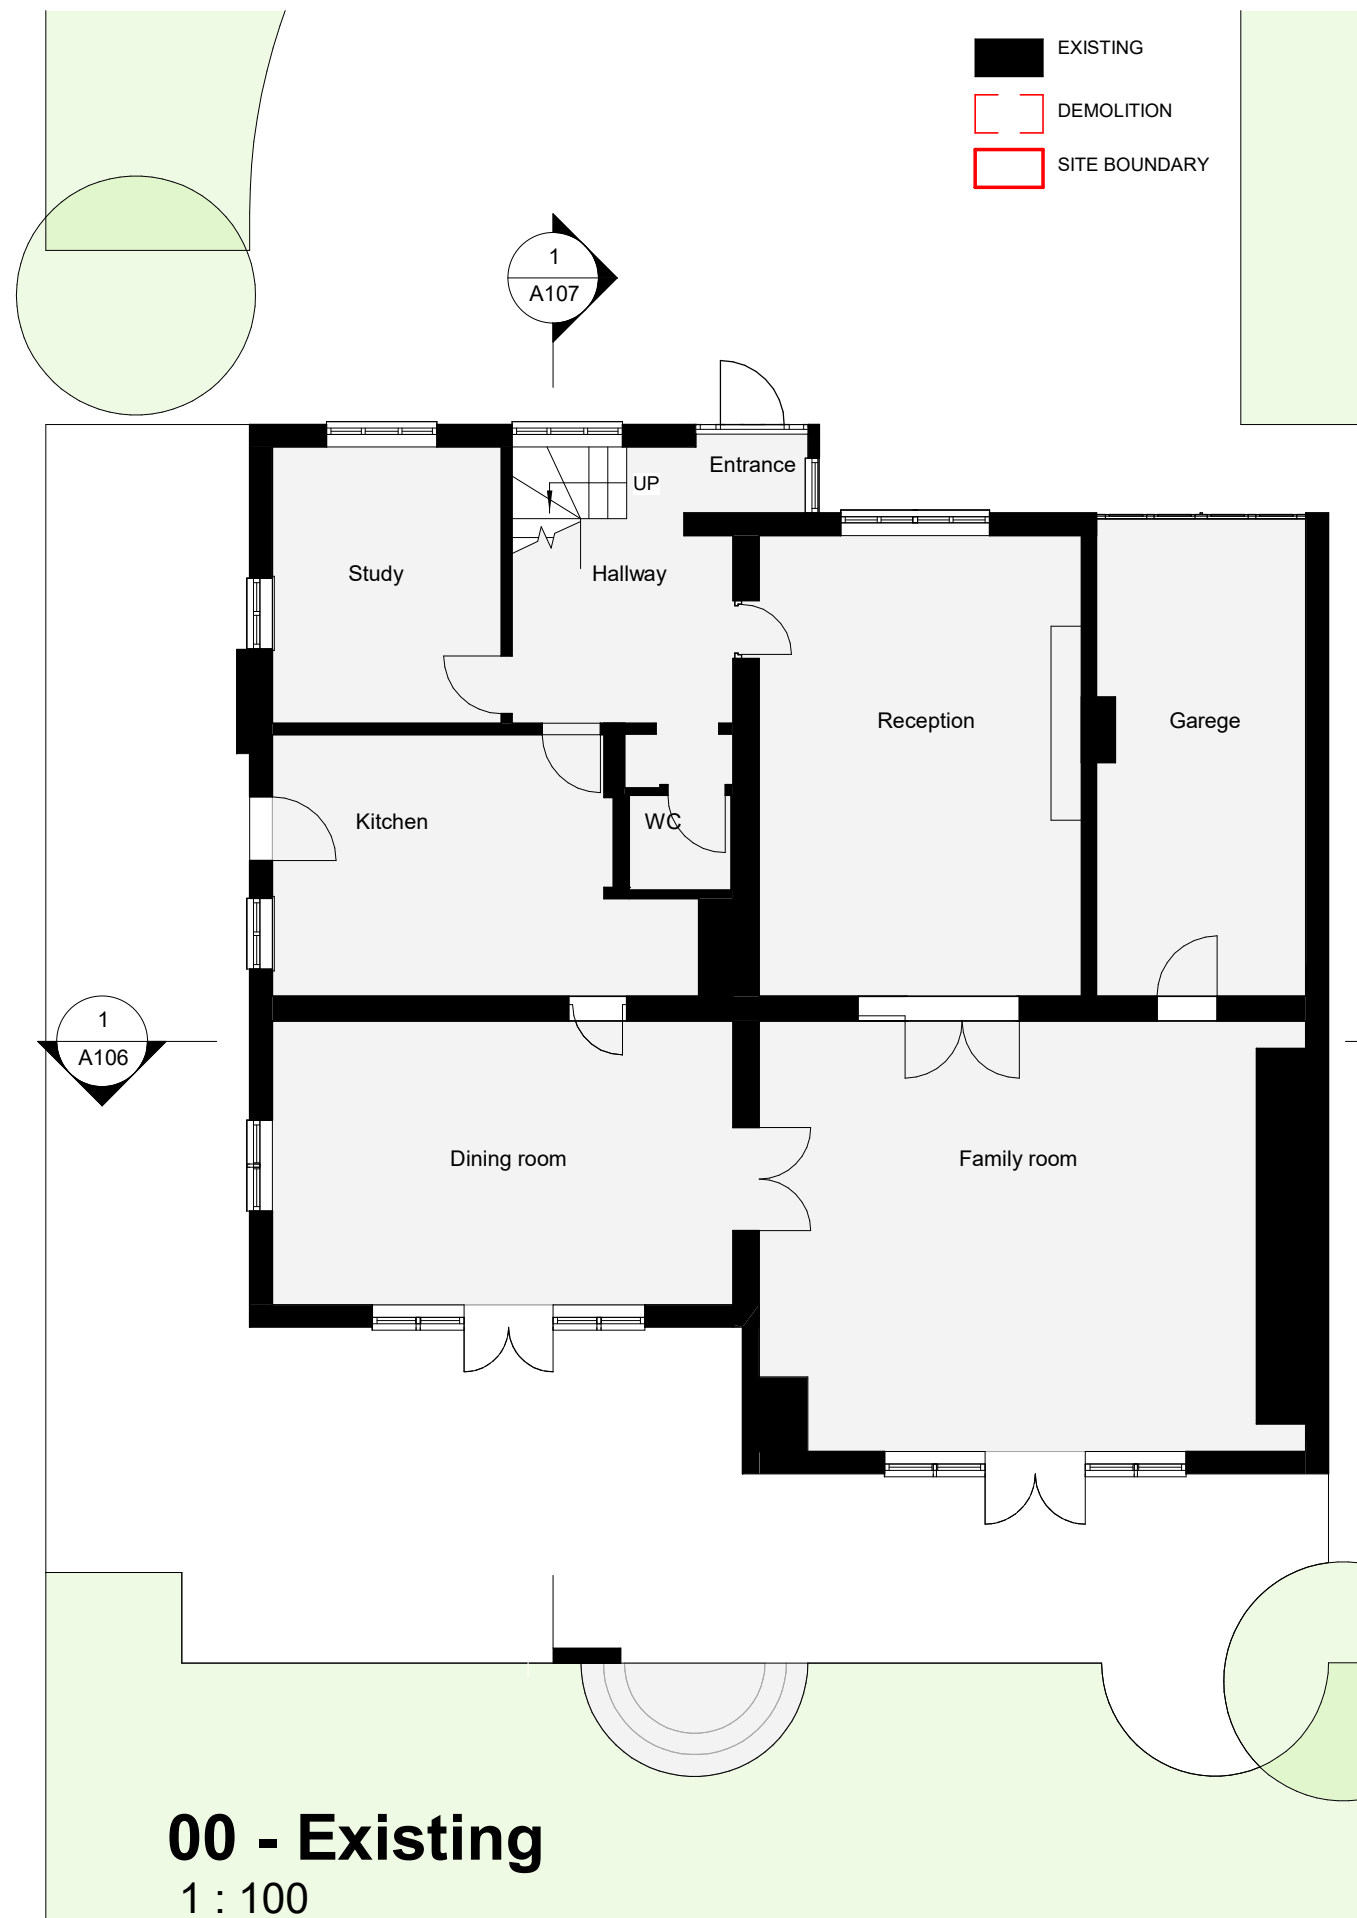 EXISTING
DEMOLITION
SITE BOUNDARY
1
A107
Entrance
UP
Study
Hallway
Reception
Garege
Kitchen
WC
1
A106
Dining room
Family room
00 - Existing
1 : 100